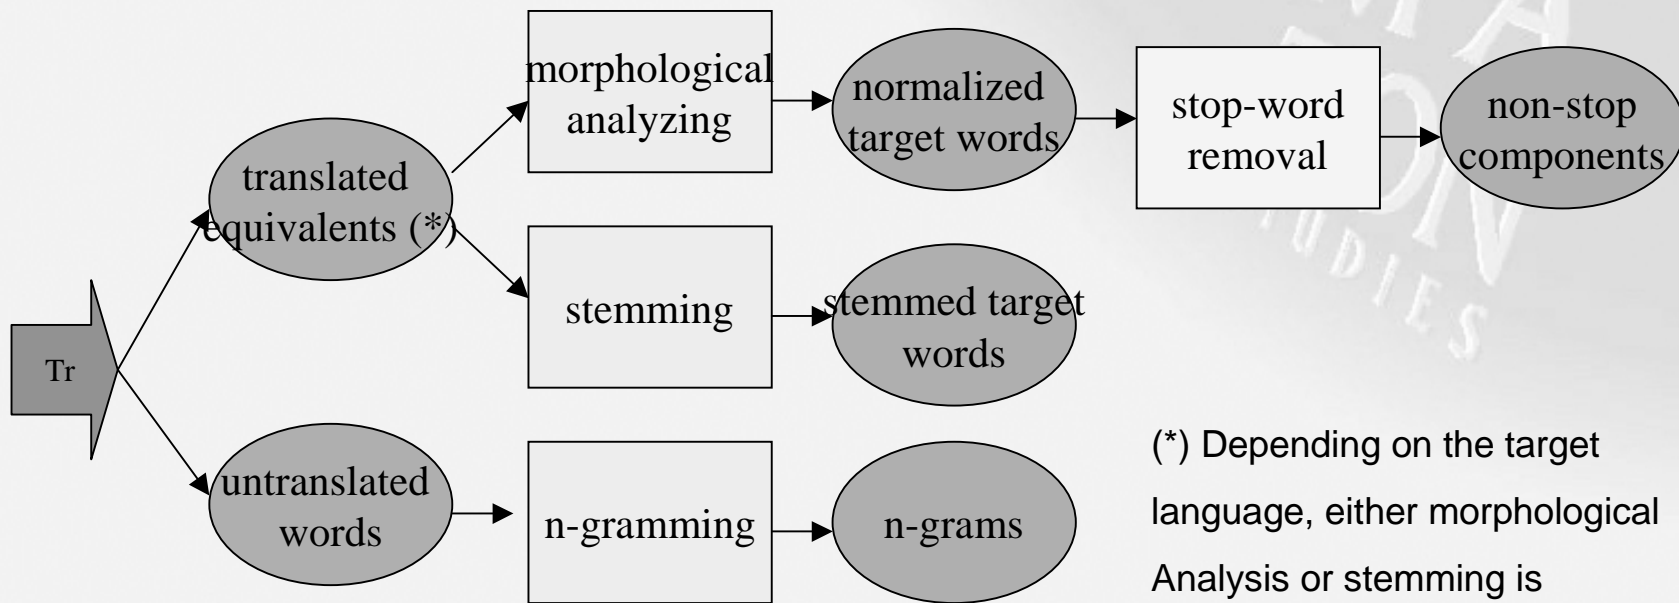 morphological
analyzing
normalized
target words
stop-word
removal
non-stop
components
translated
equivalents (*)
stemming
stemmed target
words
Tr
untranslated
words
n-gramming
n-grams
(*) Depending on the target
language, either morphological
Analysis or stemming is